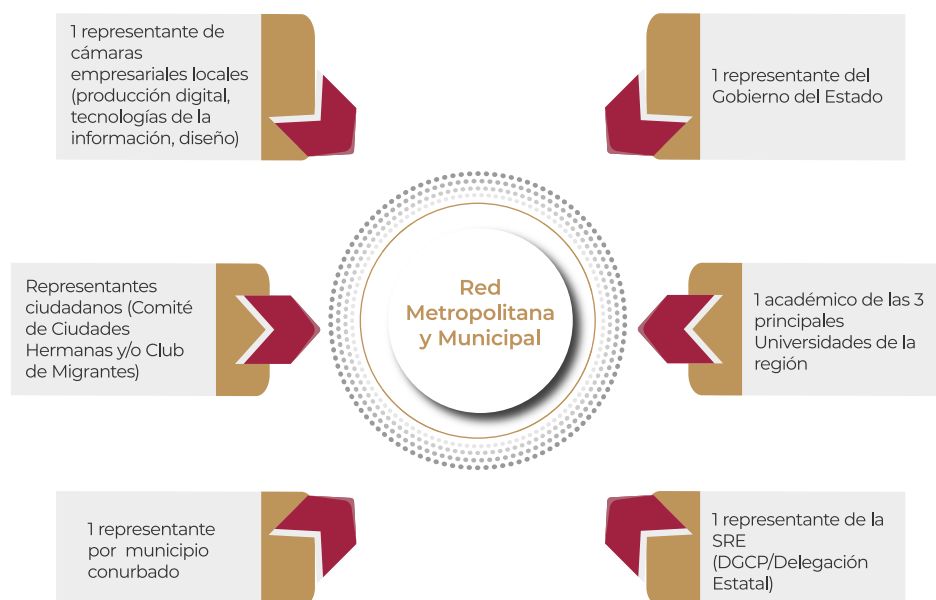 1 representante de
cámaras
empresariales locales
(producción digital,
tecnologías de la
información, diseño)
1 representante del
Gobierno del Estado
Representantes
ciudadanos (Comité
de Ciudades
Hermanas y/o Club
de Migrantes)
Red
Metropolitana
y Municipal
1 académico de las 3
principales
Universidades de la
región
1 representante
por municipio
conurbado
1 representante de la
SRE
(DGCP/Delegación
Estatal)